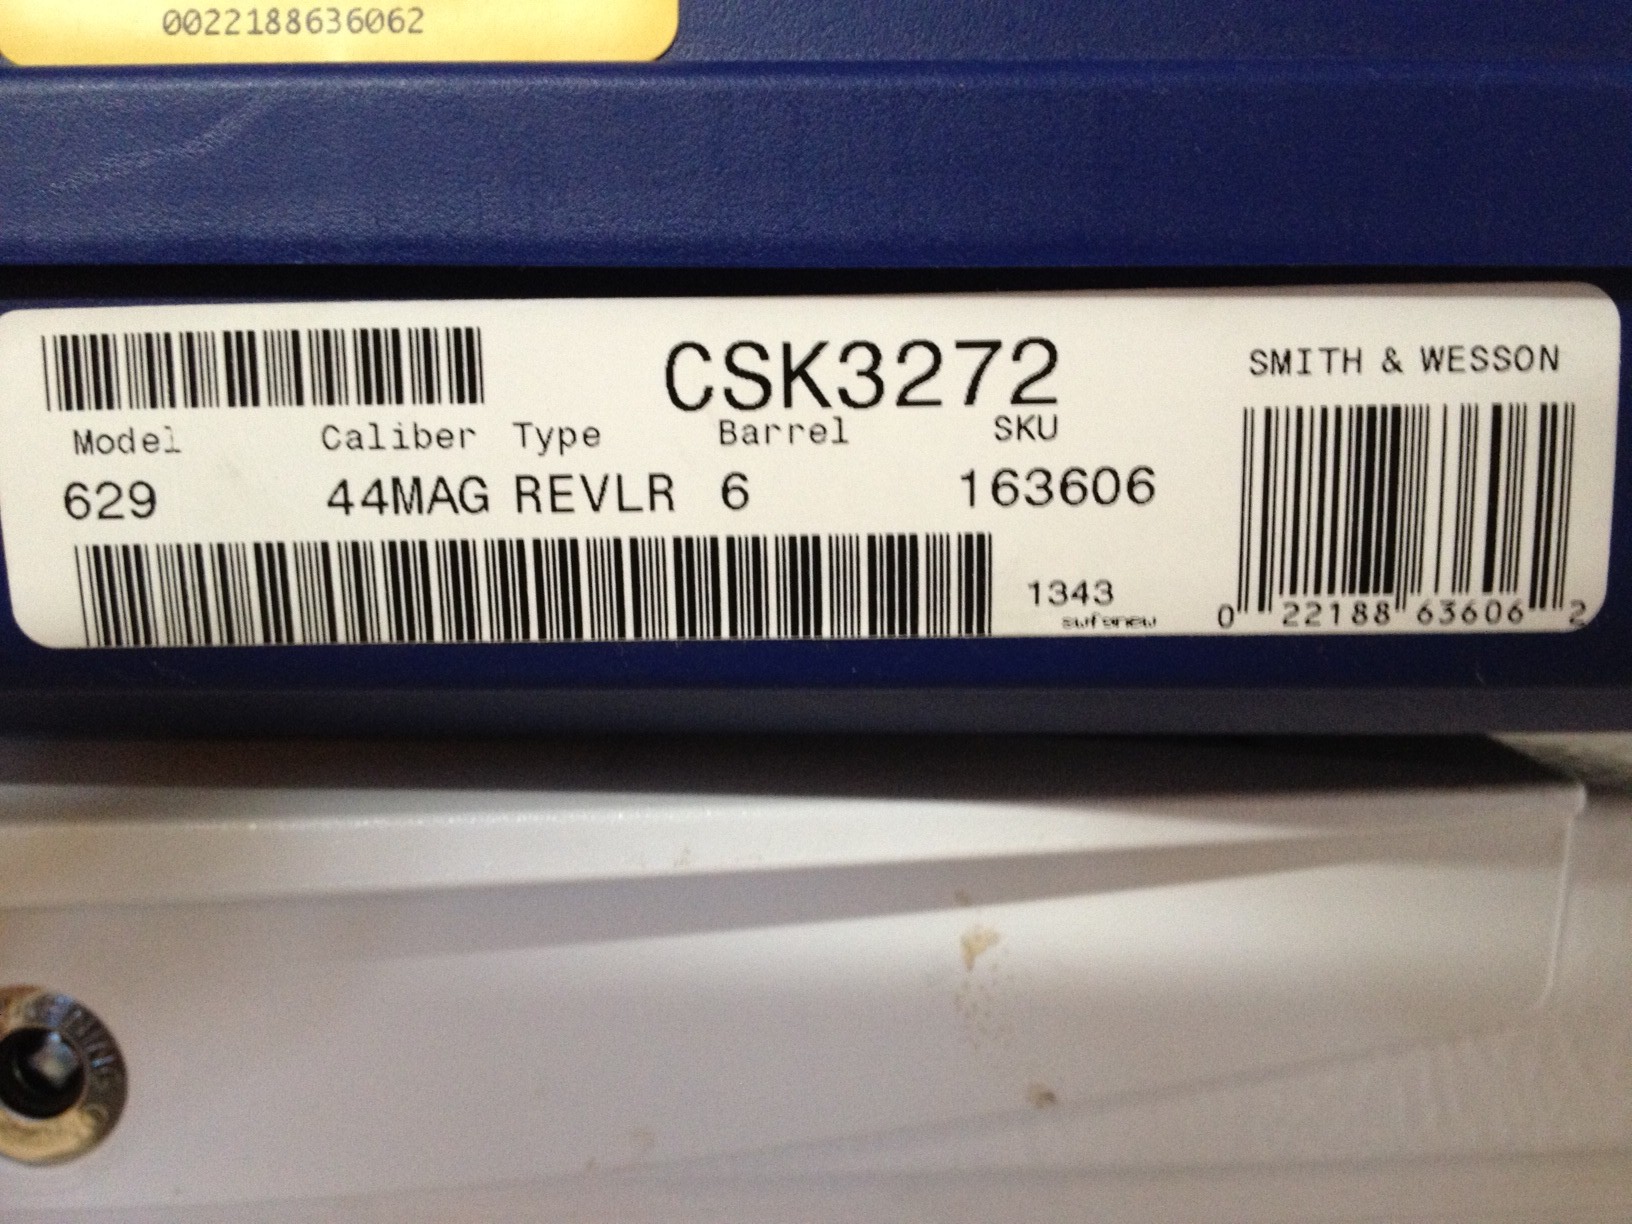 0022188636062
CSK3272
SMITH & WESSON
Model Caliber Type Barrel SKU
629 44MAG REVLR 6 163606
1343
0 22188 63606 2